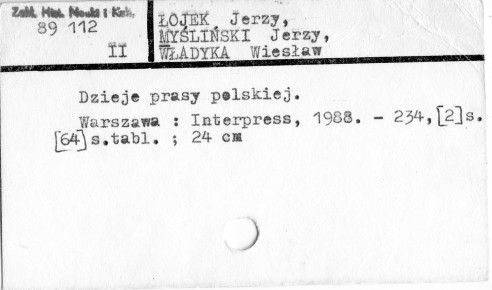 Zakł. Hist. Nauki i Tech.
89 112
II
ŁOJEK Jerzy,
MYŚLIŃSKI Jerzy,
WŁADYKA Wiesław
Dzieje prasy polskiej.
Warszawa : Interpress, 1988. - 234,[2]s.
[64]s.tabl. ; 24 cm